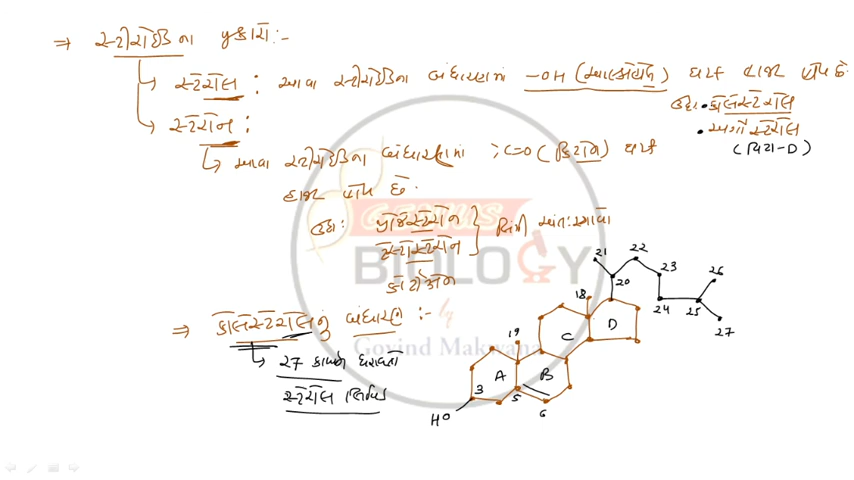 ⇒ સ્ટીરોઈડના પ્રકારો:-
→ સ્ટેરોલ : આવા સ્ટીરોઈડના બંધારણમાં -OH (આલ્કોહોલ) ઘટક હાજર હોય છે.
ઉદા. • કોલેસ્ટેરોલ
→ સ્ટેરોન :
• અર્ગોસ્ટેરોલ
(વિટા-D)
↳ આવા સ્ટીરોઈડના બંધારણમાં >C=O (કિટોન) ઘટક
હાજર હોય છે.
ઉદા: પ્રોજેસ્ટેરોન
ટેસ્ટોસ્ટેરોન
લિંગી અંતઃસ્ત્રાવો
GENIUS
BIOLOGY
by
Govind Makwana
⇒ કોલેસ્ટેરોલનું બંધારણ :-
→ 27 કાર્બન ધરાવતો
સ્ટેરોલ લિપિડ
21 22
20 23 26
18 24 25
27
19 C D
A B
3 5 6
HO